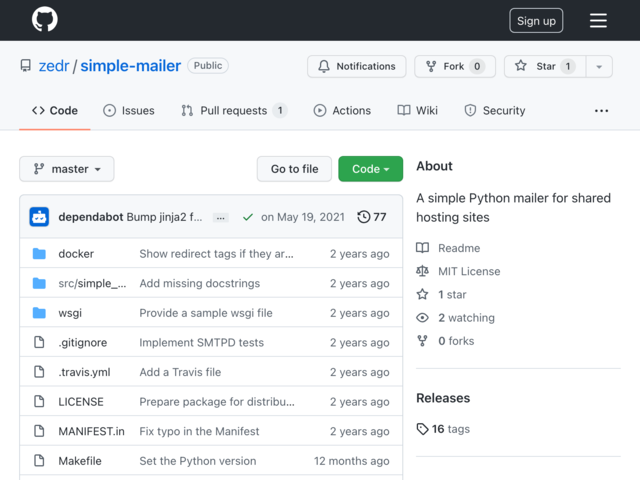 Sign up
zedr / simple-mailer Public
Notifications Fork 0 Star 1
Code Issues Pull requests 1 Actions Wiki Security ...
master Go to file Code
dependabot Bump jinja2 f... ... on May 19, 2021 77
docker Show redirect tags if they ar... 2 years ago
src/simple_... Add missing docstrings 2 years ago
wsgi Provide a sample wsgi file 2 years ago
.gitignore Implement SMTPD tests 2 years ago
.travis.yml Add a Travis file 2 years ago
LICENSE Prepare package for distribu... 2 years ago
MANIFEST.in Fix typo in the Manifest 2 years ago
Makefile Set the Python version 12 months ago
About
A simple Python mailer for shared
hosting sites
Readme
MIT License
1 star
2 watching
0 forks
Releases
16 tags